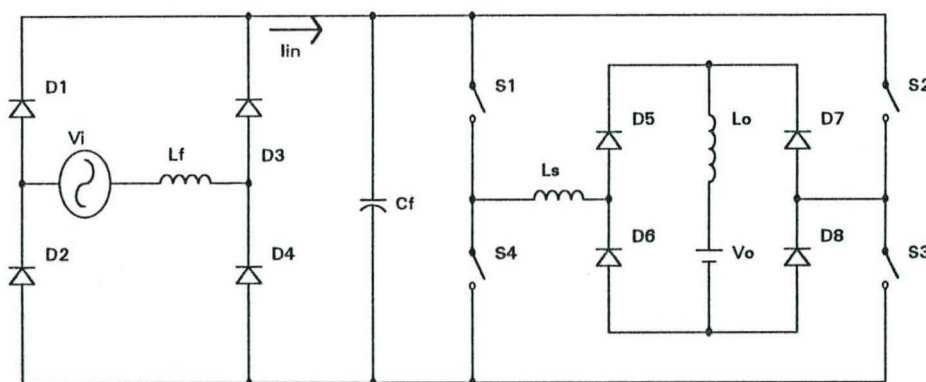 Iin
D1
S1
S2
D5
Lo
D7
Vi
Lf
D3
Ls
Cf
D2
D4
S4
D6
Vo
D8
S3